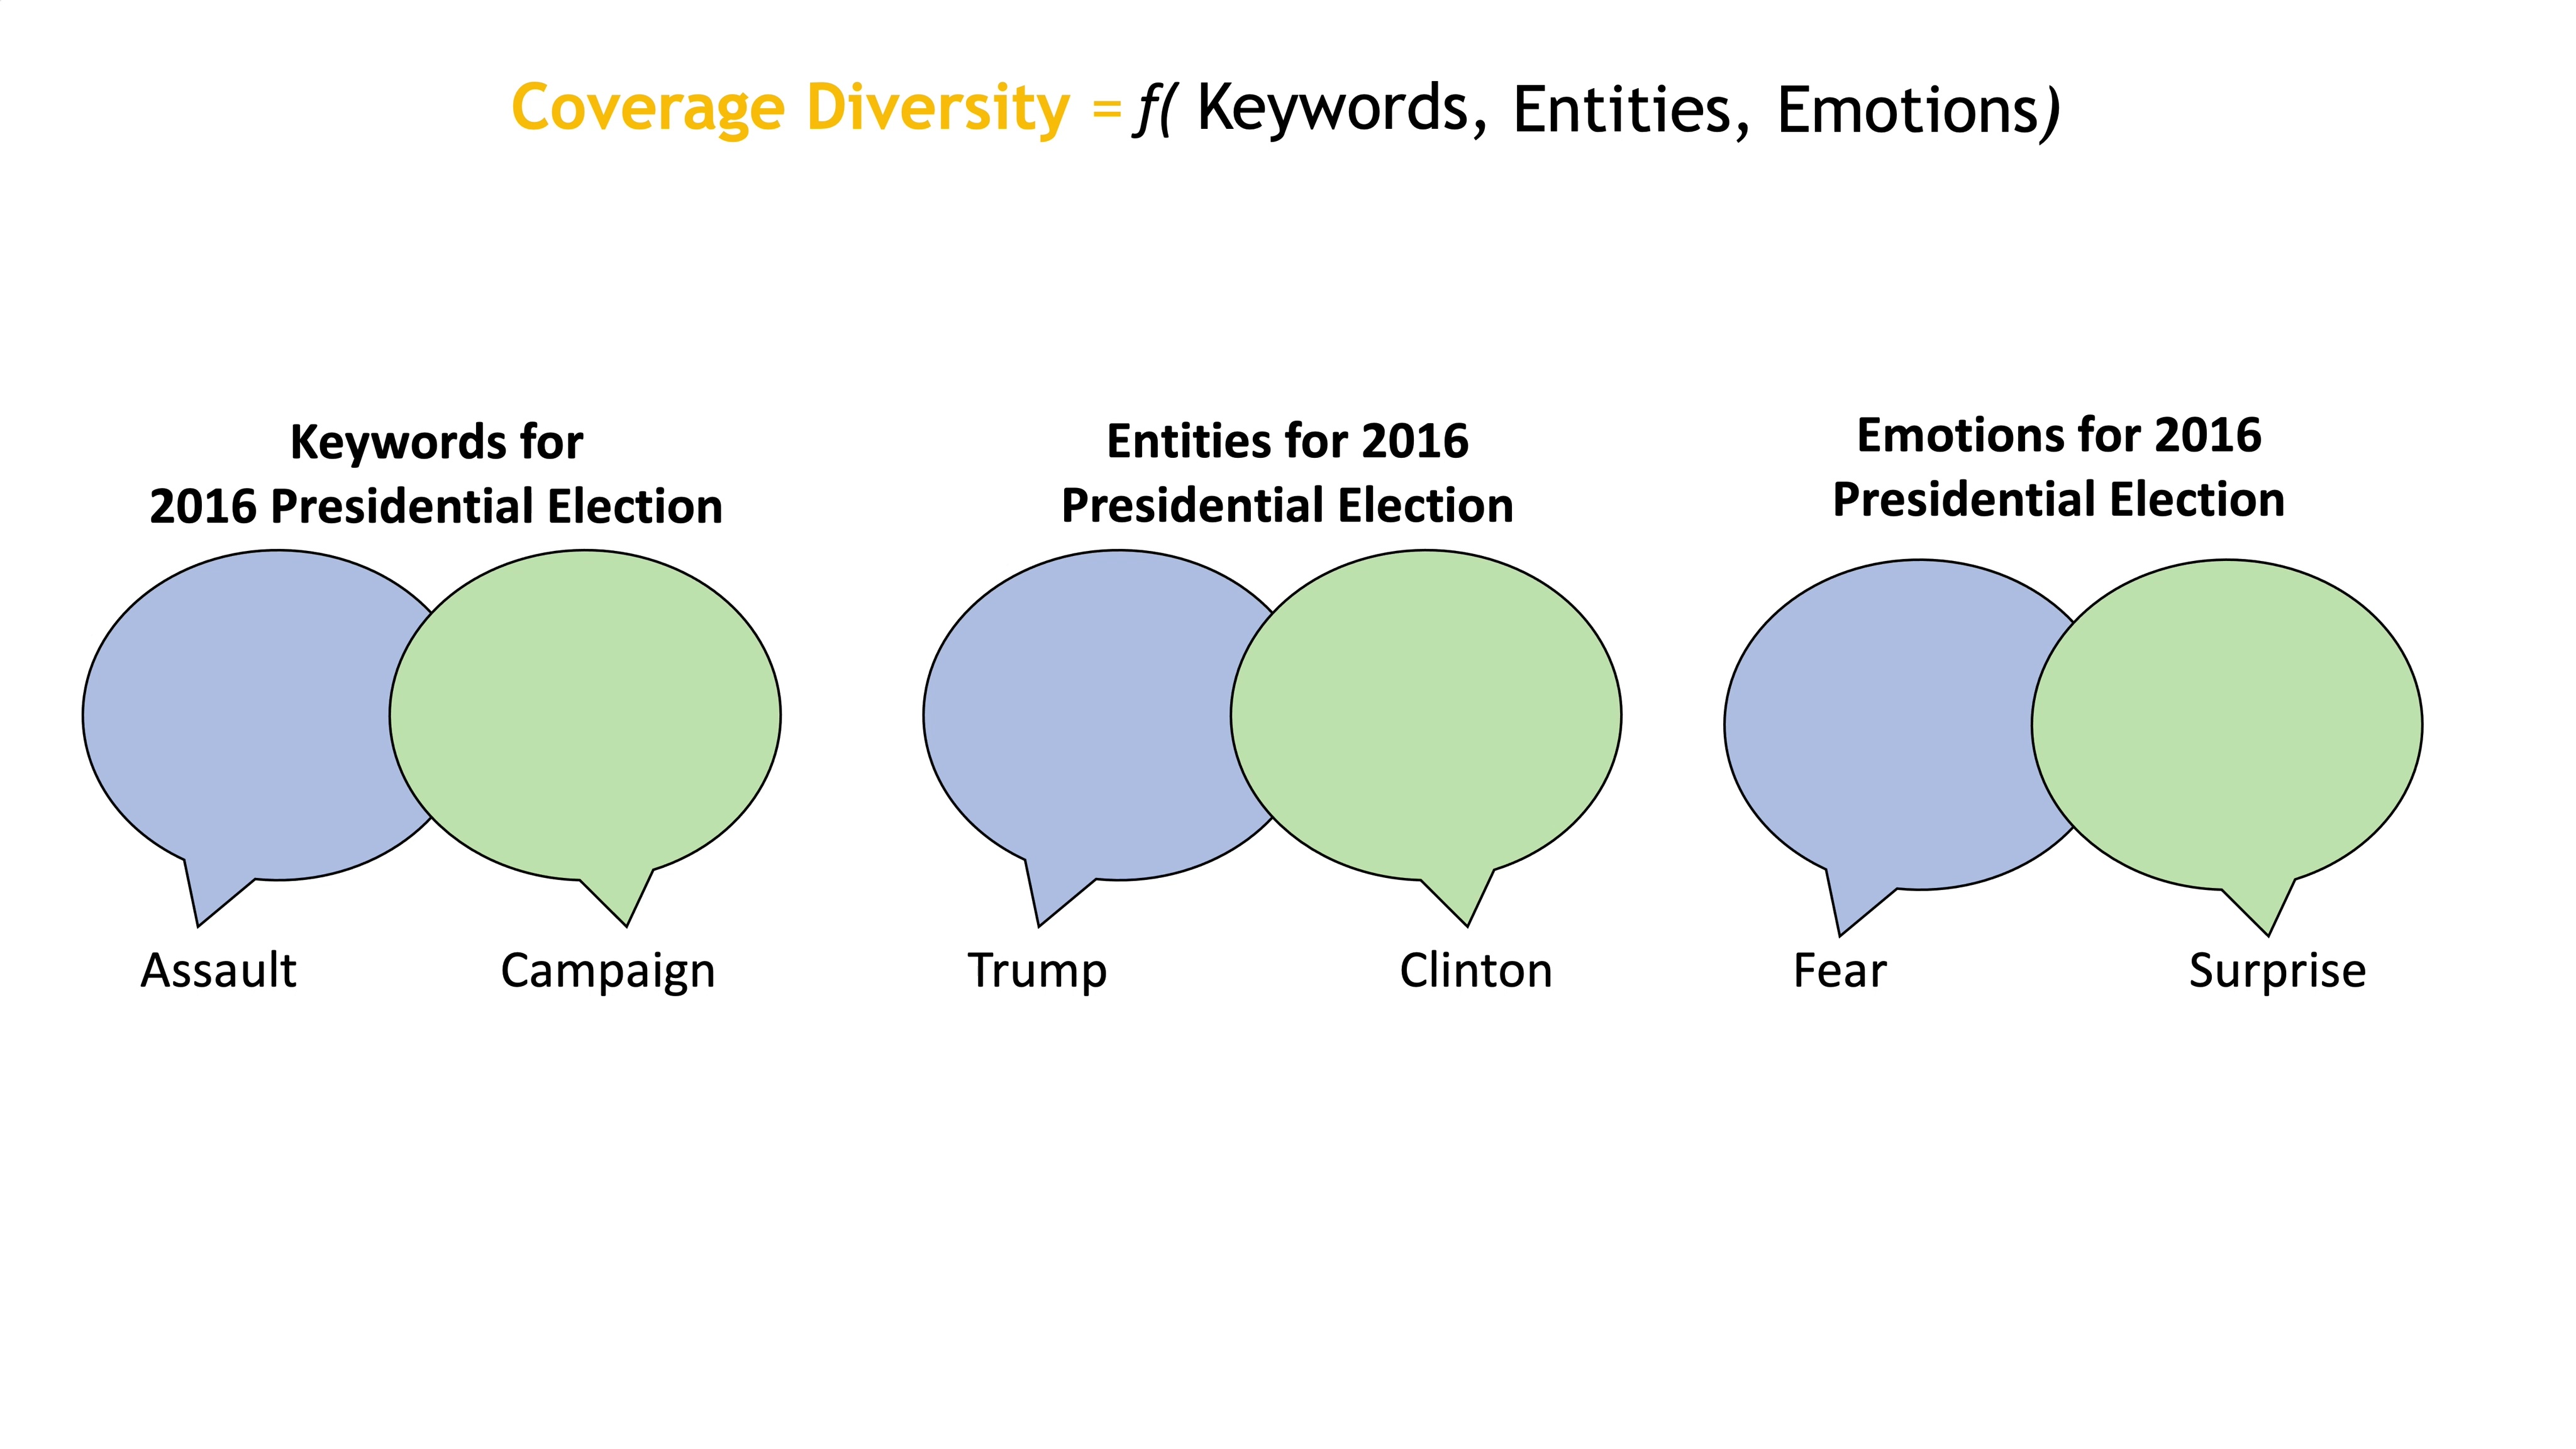 Coverage Diversity = f( Keywords, Entities, Emotions)
Keywords for
2016 Presidential Election
Entities for 2016
Presidential Election
Emotions for 2016
Presidential Election
Assault
Campaign
Trump
Clinton
Fear
Surprise